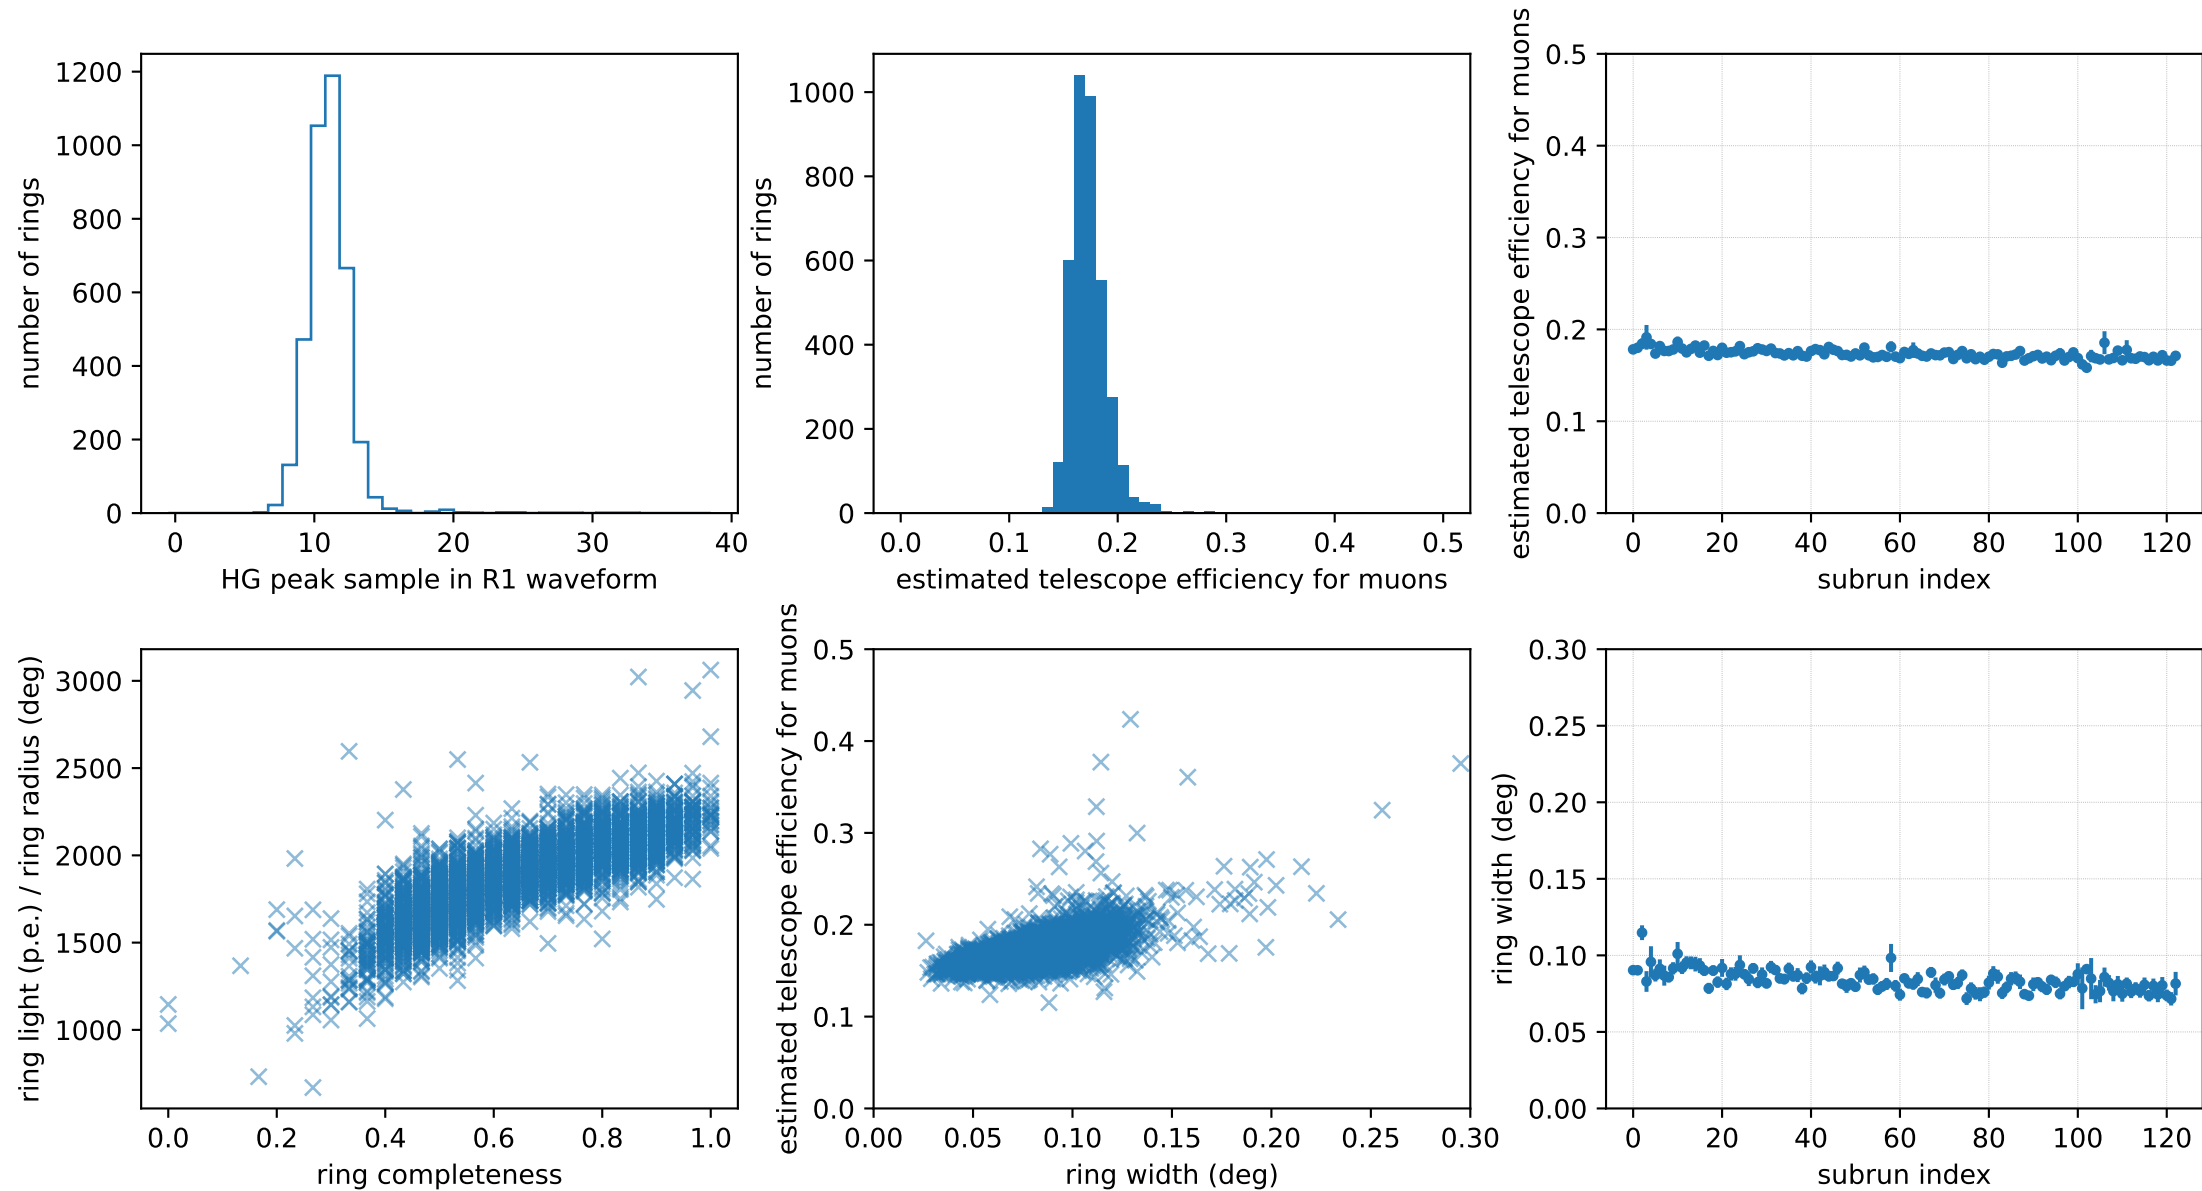 number of rings
1200
1000
800
600
400
200
0
0 10 20 30 40
HG peak sample in R1 waveform
number of rings
1000
800
600
400
200
0
0.0 0.1 0.2 0.3 0.4 0.5
estimated telescope efficiency for muons
estimated telescope efficiency for muons
0.5
0.4
0.3
0.2
0.1
0.0
0 20 40 60 80 100 120
subrun index
ring light (p.e.) / ring radius (deg)
3000
2500
2000
1500
1000
0.0 0.2 0.4 0.6 0.8 1.0
ring completeness
estimated telescope efficiency for muons
0.5
0.4
0.3
0.2
0.1
0.0
0.00 0.05 0.10 0.15 0.20 0.25 0.30
ring width (deg)
ring width (deg)
0.30
0.25
0.20
0.15
0.10
0.05
0.00
0 20 40 60 80 100 120
subrun index